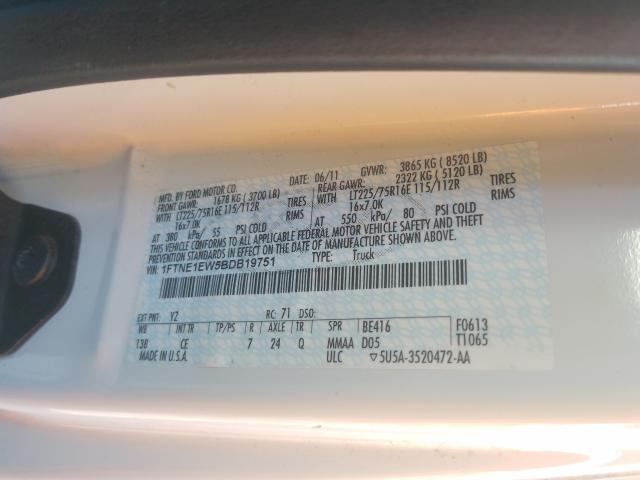 MFD. BY FORD MOTOR CO.
DATE: 06/11 GVWR: 3865 KG ( 8520 LB)
FRONT GAWR: 1678 KG ( 3700 LB) REAR GAWR: 2322 KG ( 5120 LB)
WITH LT225/75R16E 115/112R TIRES WITH LT225/75R16E 115/112R TIRES
16x7.0K RIMS 16x7.0K RIMS
AT 380 kPa/ 55 PSI COLD AT 550 kPa/ 80 PSI COLD
THIS VEHICLE CONFORMS TO ALL APPLICABLE FEDERAL MOTOR VEHICLE SAFETY AND THEFT
PREVENTION STANDARDS IN EFFECT ON THE DATE OF MANUFACTURE SHOWN ABOVE.
VIN: 1FTNE1EW5BDB19751 TYPE: Truck
EXT PNT: YZ RC: 71 DSO:
WB INT TR TP/PS R AXLE TR SPR BE416 F0613
138 CE 7 24 Q MMAA D05 T1065
MADE IN U.S.A. ULC 5U5A-3520472-AA